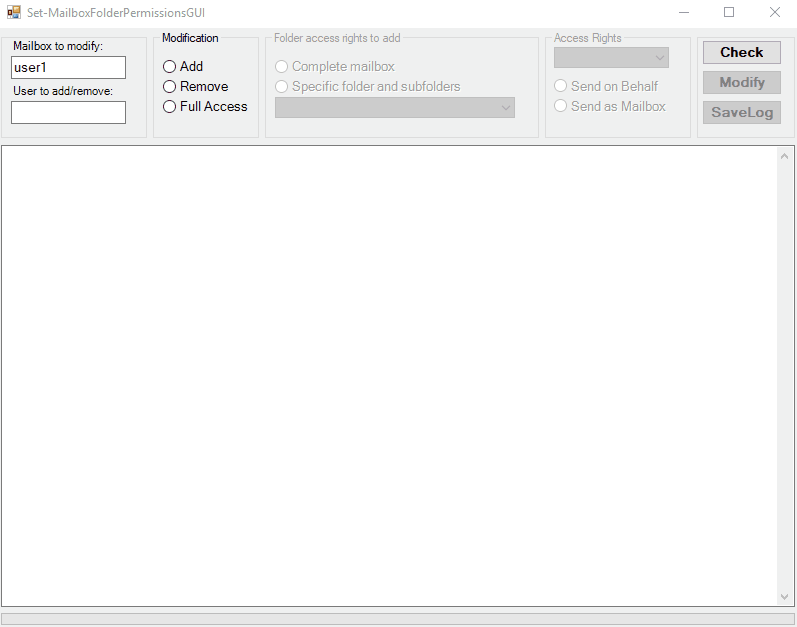 Set-MailboxFolderPermissionsGUI
Mailbox to modify:
user1
User to add/remove:
Modification
Add
Remove
Full Access
Folder access rights to add
Complete mailbox
Specific folder and subfolders
Access Rights
Send on Behalf
Send as Mailbox
Check
Modify
SaveLog